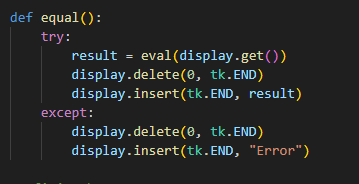 def equal():
    try:
        result = eval(display.get())
        display.delete(0, tk.END)
        display.insert(tk.END, result)
    except:
        display.delete(0, tk.END)
        display.insert(tk.END, "Error")